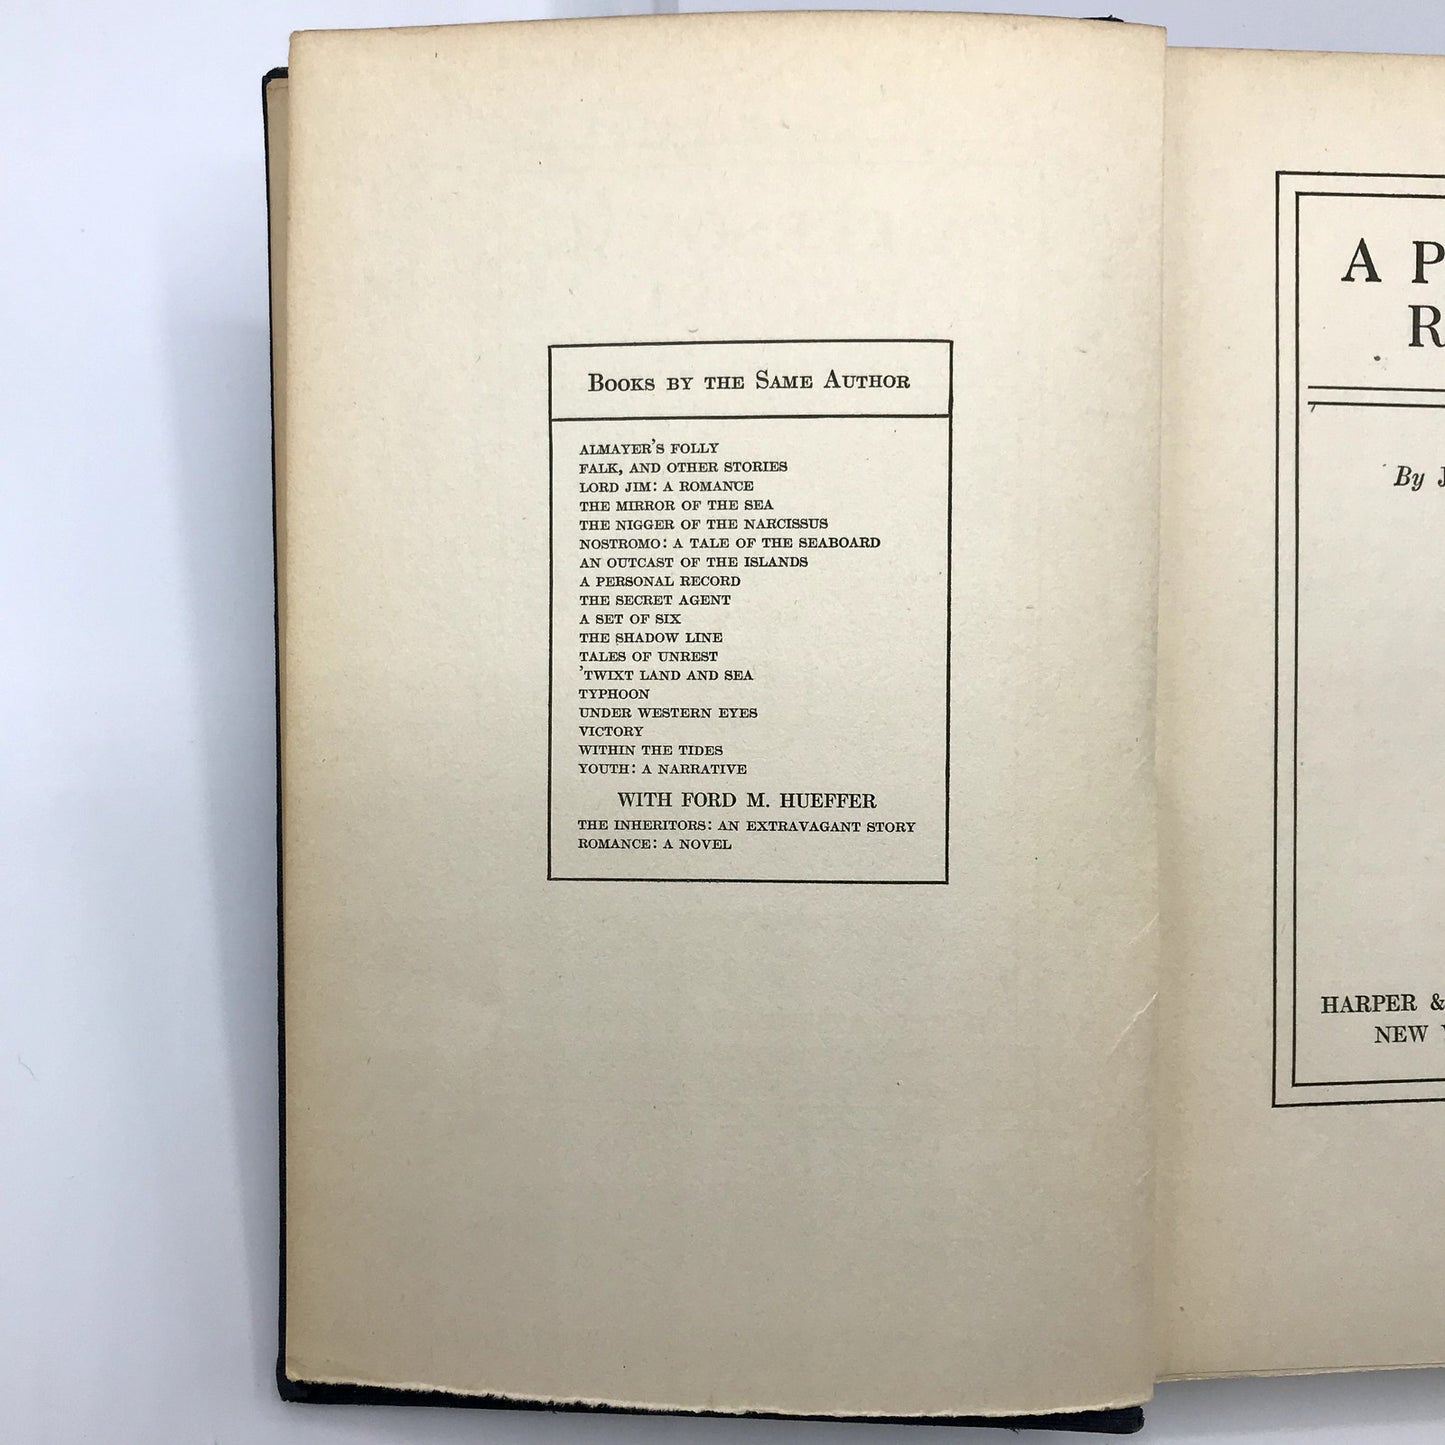 BOOKS BY THE SAME AUTHOR
ALMAYER'S FOLLY
FALK, AND OTHER STORIES
LORD JIM: A ROMANCE
THE MIRROR OF THE SEA
THE NIGGER OF THE NARCISSUS
NOSTROMO: A TALE OF THE SEABOARD
AN OUTCAST OF THE ISLANDS
A PERSONAL RECORD
THE SECRET AGENT
A SET OF SIX
THE SHADOW LINE
TALES OF UNREST
'TWIXT LAND AND SEA
TYPHOON
UNDER WESTERN EYES
VICTORY
WITHIN THE TIDES
YOUTH: A NARRATIVE
WITH FORD M. HUEFFER
THE INHERITORS: AN EXTRAVAGANT STORY
ROMANCE: A NOVEL
A P
R
By J
HARPER &
NEW